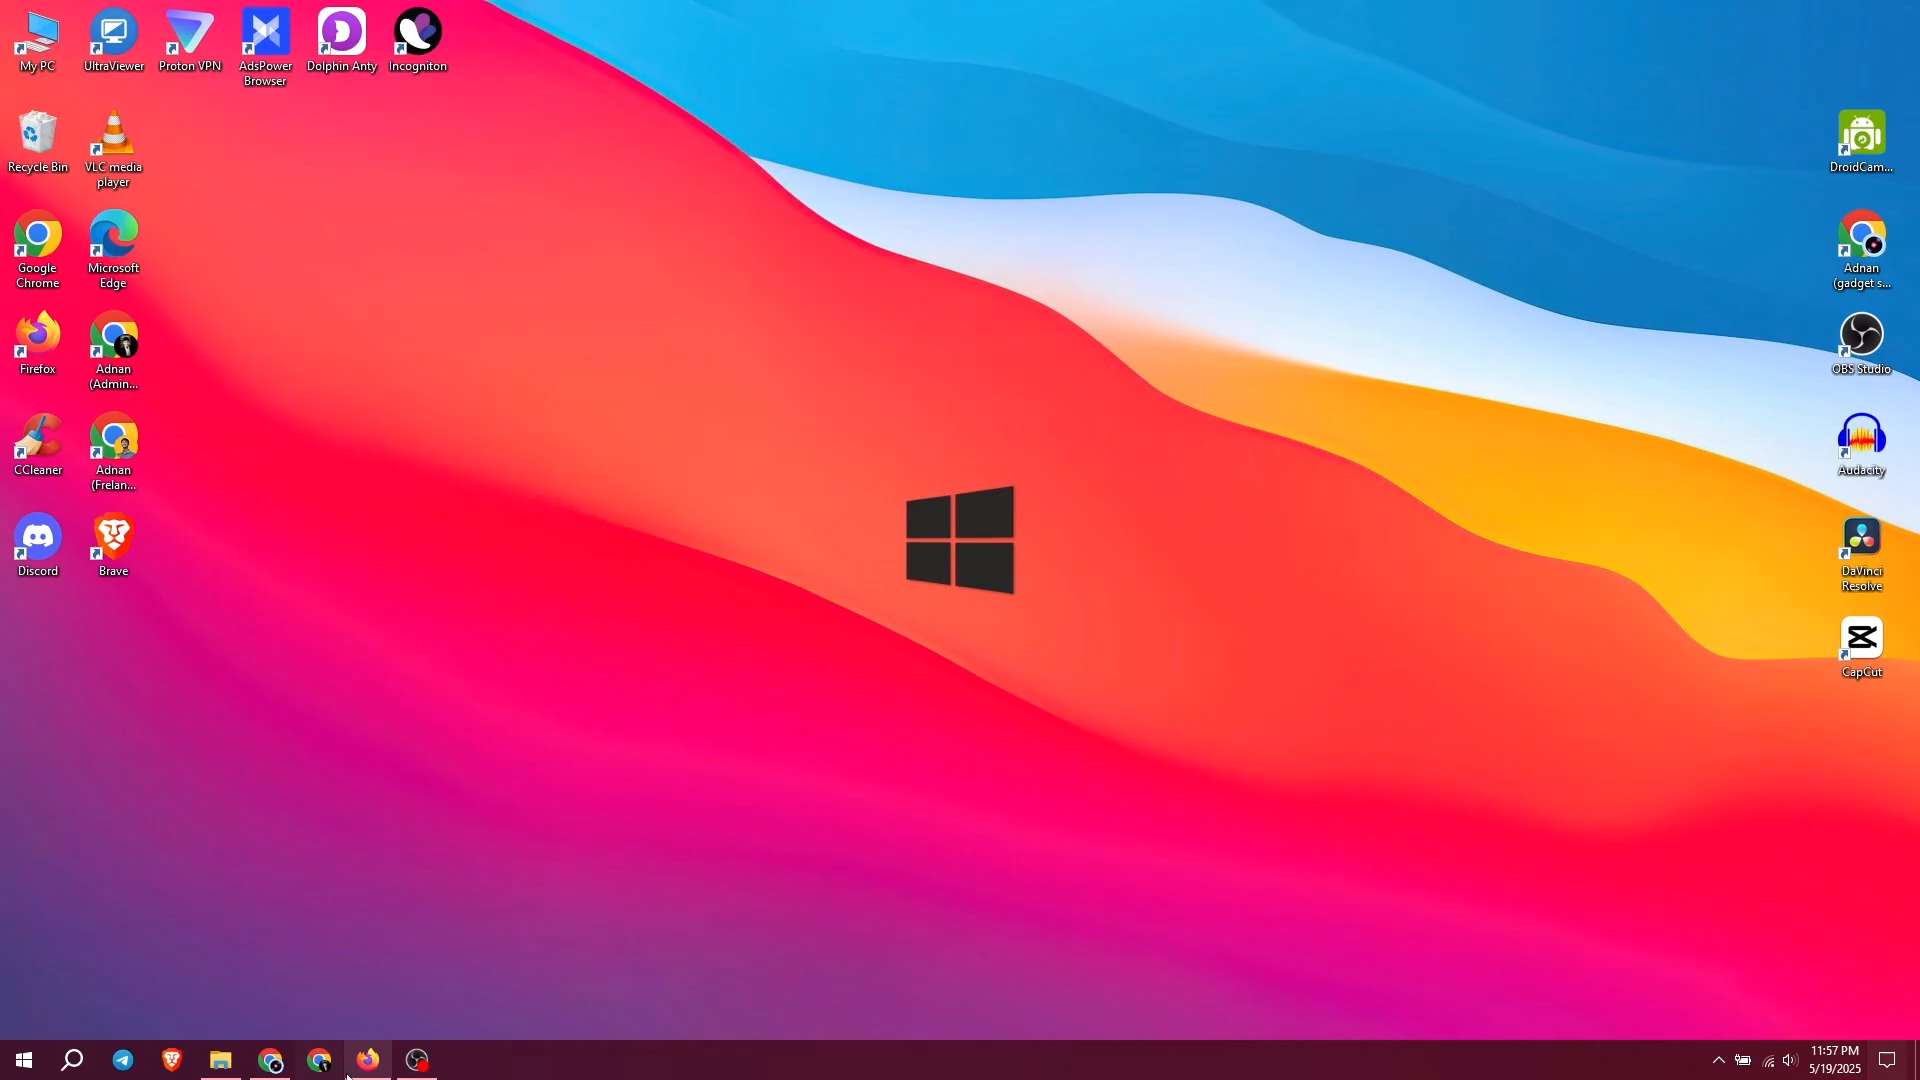 My PC
UltraViewer
Proton VPN
AdsPower
Browser
Dolphin Anty
Incogniton
Recycle Bin
VLC media
player
DroidCam...
Google
Chrome
Microsoft
Edge
Adnan
(gadget s...
Firefox
Adnan
(Admin...
OBS Studio
CCleaner
Adnan
(Frelan...
Audacity
Discord
Brave
DaVinci
Resolve
CapCut
11:57 PM
5/19/2025